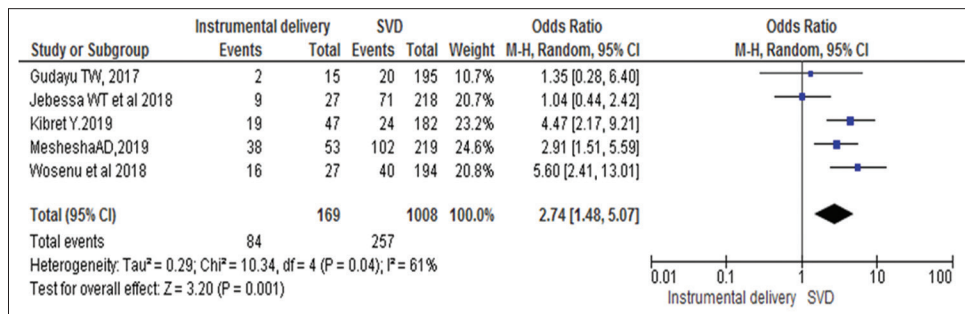 Instrumental delivery SVD Odds Ratio Odds Ratio
Study or Subgroup Events Total Events Total Weight M-H, Random, 95% CI M-H, Random, 95% CI
Gudayu TW, 2017 2 15 20 195 10.7% 1.35 [0.28, 6.40]
Jebessa WT et al 2018 9 27 71 218 20.7% 1.04 [0.44, 2.42]
Kibret Y.2019 19 47 24 182 23.2% 4.47 [2.17, 9.21]
MesheshaAD,2019 38 53 102 219 24.6% 2.91 [1.51, 5.59]
Wosenu et al 2018 16 27 40 194 20.8% 5.60 [2.41, 13.01]
Total (95% CI) 169 1008 100.0% 2.74 [1.48, 5.07]
Total events 84 257
Heterogeneity: Tau² = 0.29; Chi² = 10.34, df = 4 (P = 0.04); I² = 61%
Test for overall effect: Z = 3.20 (P = 0.001)
0.01 0.1 1 10 100
Instrumental delivery SVD